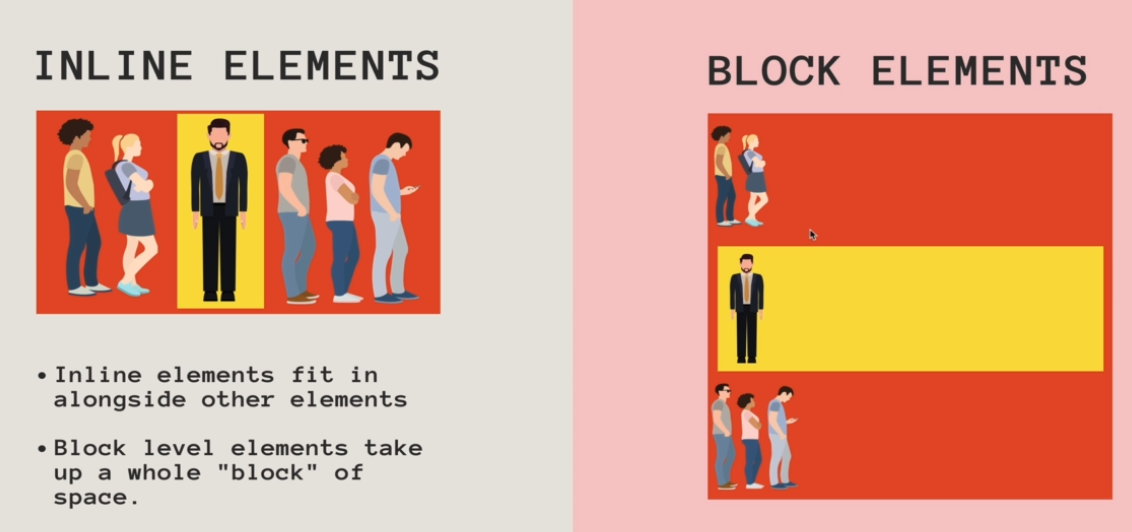 INLINE ELEMENTS
• Inline elements fit in
alongside other elements
• Block level elements take
up a whole "block" of
space.
BLOCK ELEMENTS